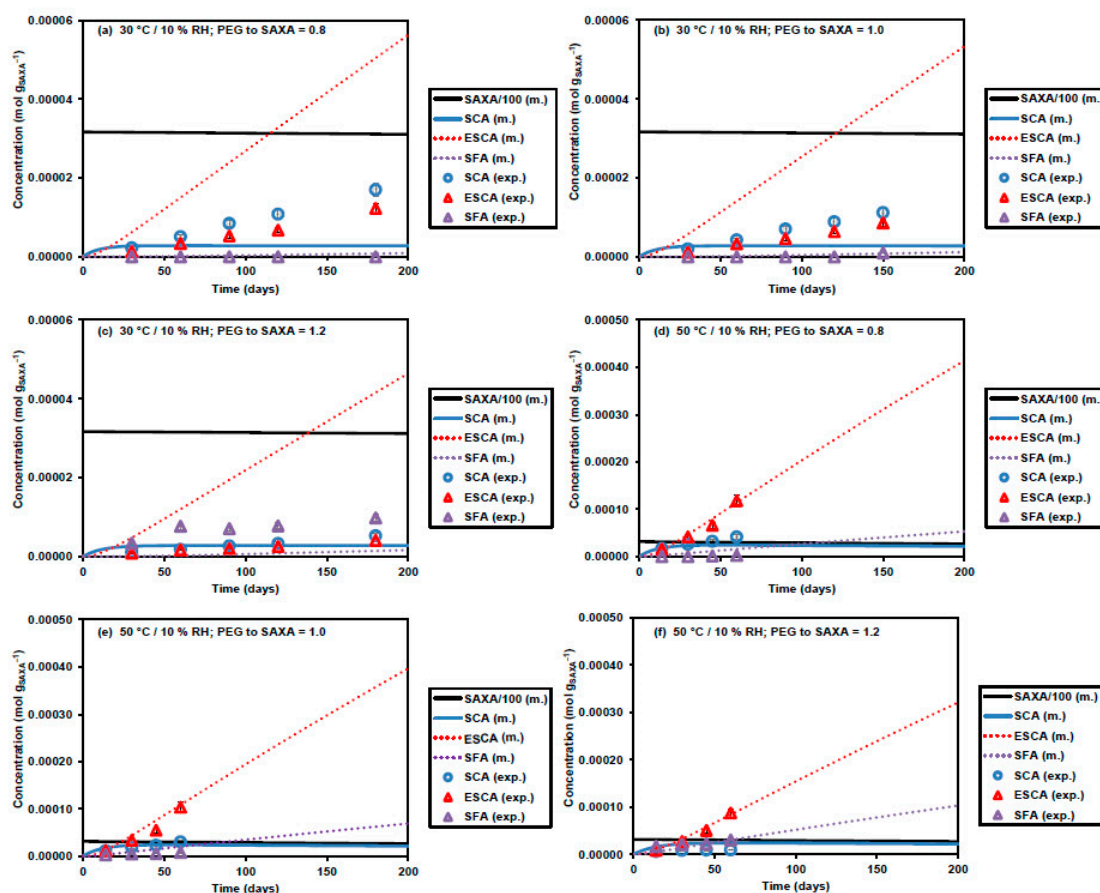 (a) 30 °C / 10 % RH; PEG to SAXA = 0.8
Concentration (mol gSAXA⁻¹)
0.00006
0.00004
0.00002
0.00000
0 50 100 150 200
Time (days)
SAXA/100 (m.)
SCA (m.)
ESCA (m.)
SFA (m.)
SCA (exp.)
ESCA (exp.)
SFA (exp.)
(b) 30 °C / 10 % RH; PEG to SAXA = 1.0
Concentration (mol gSAXA⁻¹)
0.00006
0.00004
0.00002
0.00000
0 50 100 150 200
Time (days)
SAXA/100 (m.)
SCA (m.)
ESCA (m.)
SFA (m.)
SCA (exp.)
ESCA (exp.)
SFA (exp.)
(c) 30 °C / 10 % RH; PEG to SAXA = 1.2
Concentration (mol gSAXA⁻¹)
0.00006
0.00004
0.00002
0.00000
0 50 100 150 200
Time (days)
SAXA/100 (m.)
SCA (m.)
ESCA (m.)
SFA (m.)
SCA (exp.)
ESCA (exp.)
SFA (exp.)
(d) 50 °C / 10 % RH; PEG to SAXA = 0.8
Concentration (mol gSAXA⁻¹)
0.00050
0.00040
0.00030
0.00020
0.00010
0.00000
0 50 100 150 200
Time (days)
SAXA/100 (m.)
SCA (m.)
ESCA (m.)
SFA (m.)
SCA (exp.)
ESCA (exp.)
SFA (exp.)
(e) 50 °C / 10 % RH; PEG to SAXA = 1.0
Concentration (mol gSAXA⁻¹)
0.00050
0.00040
0.00030
0.00020
0.00010
0.00000
0 50 100 150 200
Time (days)
SAXA/100 (m.)
SCA (m.)
ESCA (m.)
SFA (m.)
SCA (exp.)
ESCA (exp.)
SFA (exp.)
(f) 50 °C / 10 % RH; PEG to SAXA = 1.2
Concentration (mol gSAXA⁻¹)
0.00050
0.00040
0.00030
0.00020
0.00010
0.00000
0 50 100 150 200
Time (days)
SAXA/100 (m.)
SCA (m.)
ESCA (m.)
SFA (m.)
SCA (exp.)
ESCA (exp.)
SFA (exp.)